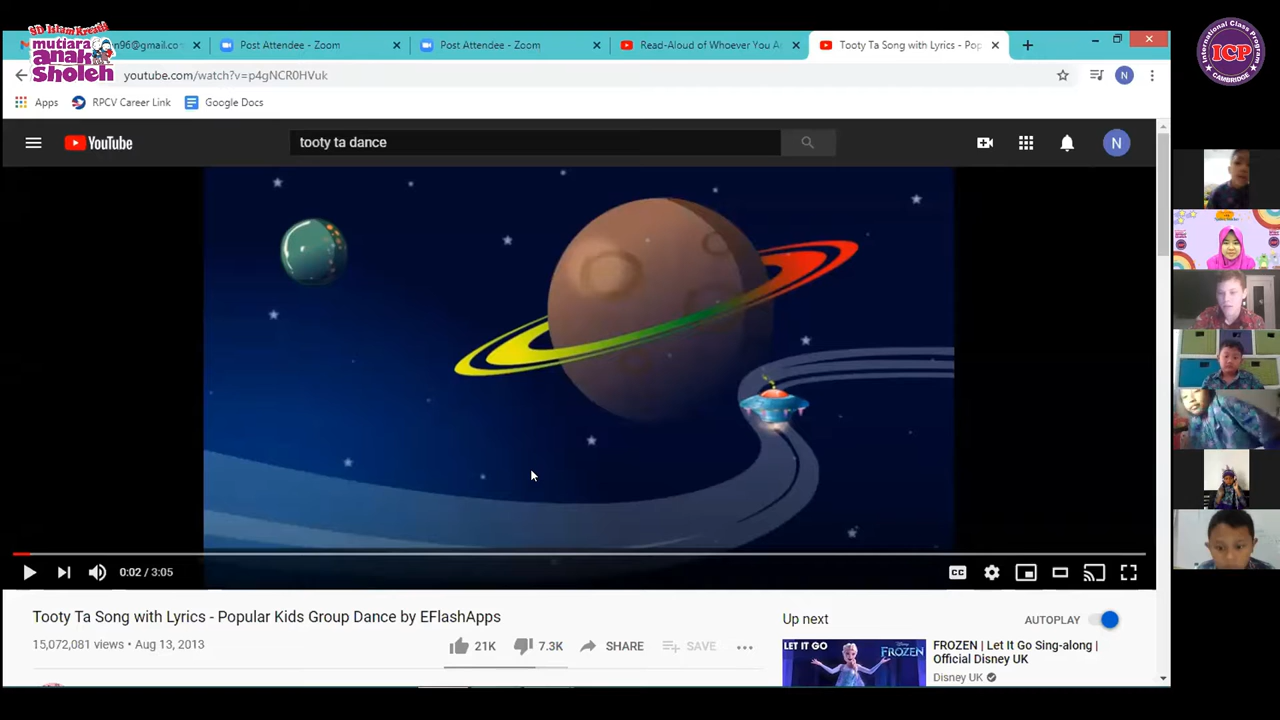 SD Islam Kreatif
mutiara
anak
Sholeh
n96@gmail.con
Post Attendee - Zoom
Post Attendee - Zoom
Read-Aloud of Whoever You A
Tooty Ta Song with Lyrics - Pop
youtube.com/watch?v=p4gNCR0HVuk
N
Apps
RPCV Career Link
Google Docs
International Class Program
ICP
CAMBRIDGE
YouTube
tooty ta dance
N
0:02 / 3:05
CC
Tooty Ta Song with Lyrics - Popular Kids Group Dance by EFlashApps
15,072,081 views • Aug 13, 2013
21K
7.3K
SHARE
SAVE
Up next
AUTOPLAY
LET IT GO
FROZEN
FROZEN | Let It Go Sing-along |
Official Disney UK
Disney UK